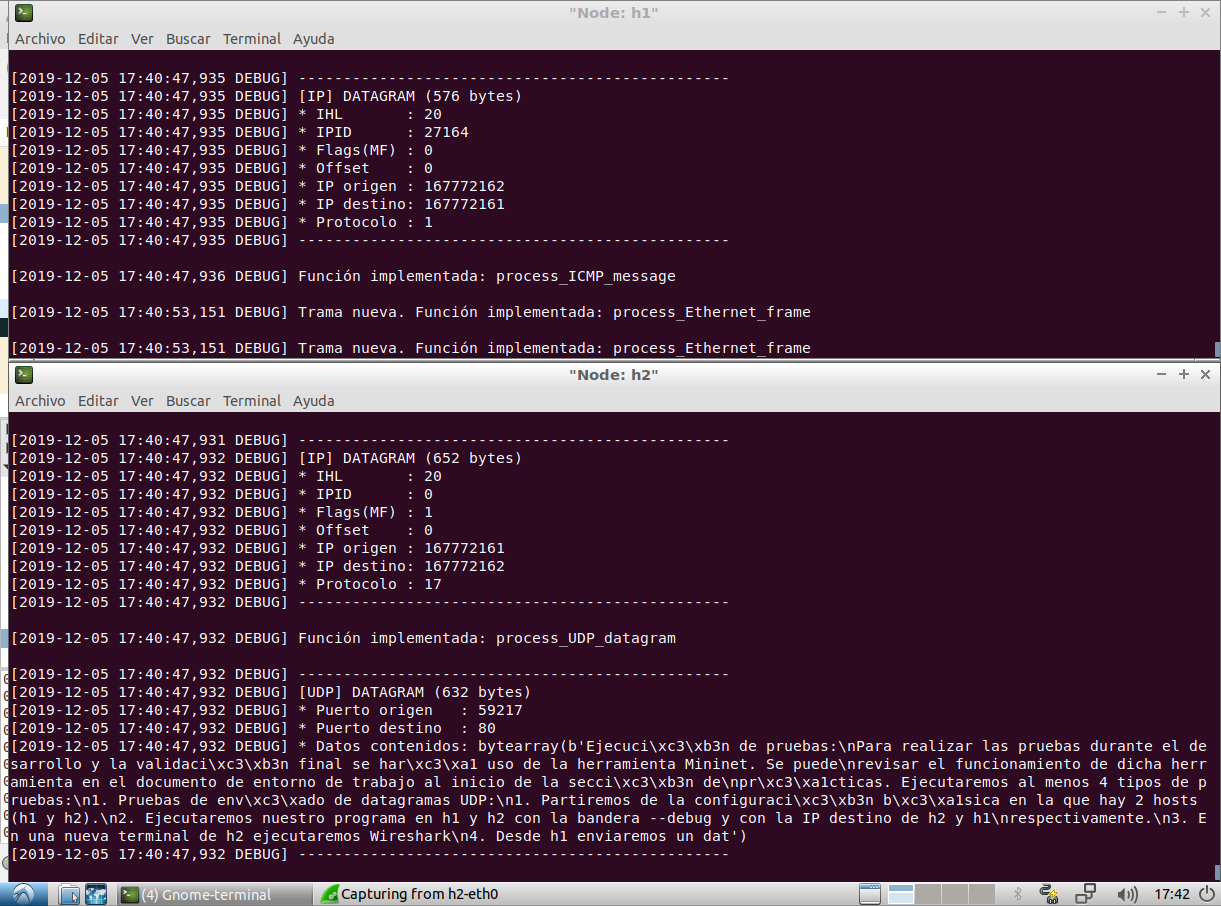 "Node: h1"
Archivo Editar Ver Buscar Terminal Ayuda
[2019-12-05 17:40:47,935 DEBUG] ------------------------------------------------
[2019-12-05 17:40:47,935 DEBUG] [IP] DATAGRAM (576 bytes)
[2019-12-05 17:40:47,935 DEBUG] * IHL       : 20
[2019-12-05 17:40:47,935 DEBUG] * IPID      : 27164
[2019-12-05 17:40:47,935 DEBUG] * Flags(MF) : 0
[2019-12-05 17:40:47,935 DEBUG] * Offset    : 0
[2019-12-05 17:40:47,935 DEBUG] * IP origen : 167772162
[2019-12-05 17:40:47,935 DEBUG] * IP destino: 167772161
[2019-12-05 17:40:47,935 DEBUG] * Protocolo : 1
[2019-12-05 17:40:47,935 DEBUG] ------------------------------------------------
[2019-12-05 17:40:47,936 DEBUG] Función implementada: process_ICMP_message
[2019-12-05 17:40:53,151 DEBUG] Trama nueva. Función implementada: process_Ethernet_frame
[2019-12-05 17:40:53,151 DEBUG] Trama nueva. Función implementada: process_Ethernet_frame
"Node: h2"
Archivo Editar Ver Buscar Terminal Ayuda
[2019-12-05 17:40:47,931 DEBUG] ------------------------------------------------
[2019-12-05 17:40:47,932 DEBUG] [IP] DATAGRAM (652 bytes)
[2019-12-05 17:40:47,932 DEBUG] * IHL       : 20
[2019-12-05 17:40:47,932 DEBUG] * IPID      : 0
[2019-12-05 17:40:47,932 DEBUG] * Flags(MF) : 1
[2019-12-05 17:40:47,932 DEBUG] * Offset    : 0
[2019-12-05 17:40:47,932 DEBUG] * IP origen : 167772161
[2019-12-05 17:40:47,932 DEBUG] * IP destino: 167772162
[2019-12-05 17:40:47,932 DEBUG] * Protocolo : 17
[2019-12-05 17:40:47,932 DEBUG] ------------------------------------------------
[2019-12-05 17:40:47,932 DEBUG] Función implementada: process_UDP_datagram
[2019-12-05 17:40:47,932 DEBUG] ------------------------------------------------
[2019-12-05 17:40:47,932 DEBUG] [UDP] DATAGRAM (632 bytes)
[2019-12-05 17:40:47,932 DEBUG] * Puerto origen   : 59217
[2019-12-05 17:40:47,932 DEBUG] * Puerto destino  : 80
[2019-12-05 17:40:47,932 DEBUG] * Datos contenidos: bytearray(b'Ejecuci\xc3\xb3n de pruebas:\nPara realizar las pruebas durante el de
sarrollo y la validaci\xc3\xb3n final se har\xc3\xa1 uso de la herramienta Mininet. Se puede\nrevisar el funcionamiento de dicha herr
amienta en el documento de entorno de trabajo al inicio de la secci\xc3\xb3n de\npr\xc3\xa1cticas. Ejecutaremos al menos 4 tipos de p
ruebas:\n1. Pruebas de env\xc3\xado de datagramas UDP:\n1. Partiremos de la configuraci\xc3\xb3n b\xc3\xa1sica en la que hay 2 hosts
(h1 y h2).\n2. Ejecutaremos nuestro programa en h1 y h2 con la bandera --debug y con la IP destino de h2 y h1\nrespectivamente.\n3. E
n una nueva terminal de h2 ejecutaremos Wireshark\n4. Desde h1 enviaremos un dat')
[2019-12-05 17:40:47,932 DEBUG] ------------------------------------------------
(4) Gnome-terminal
Capturing from h2-eth0
17:42